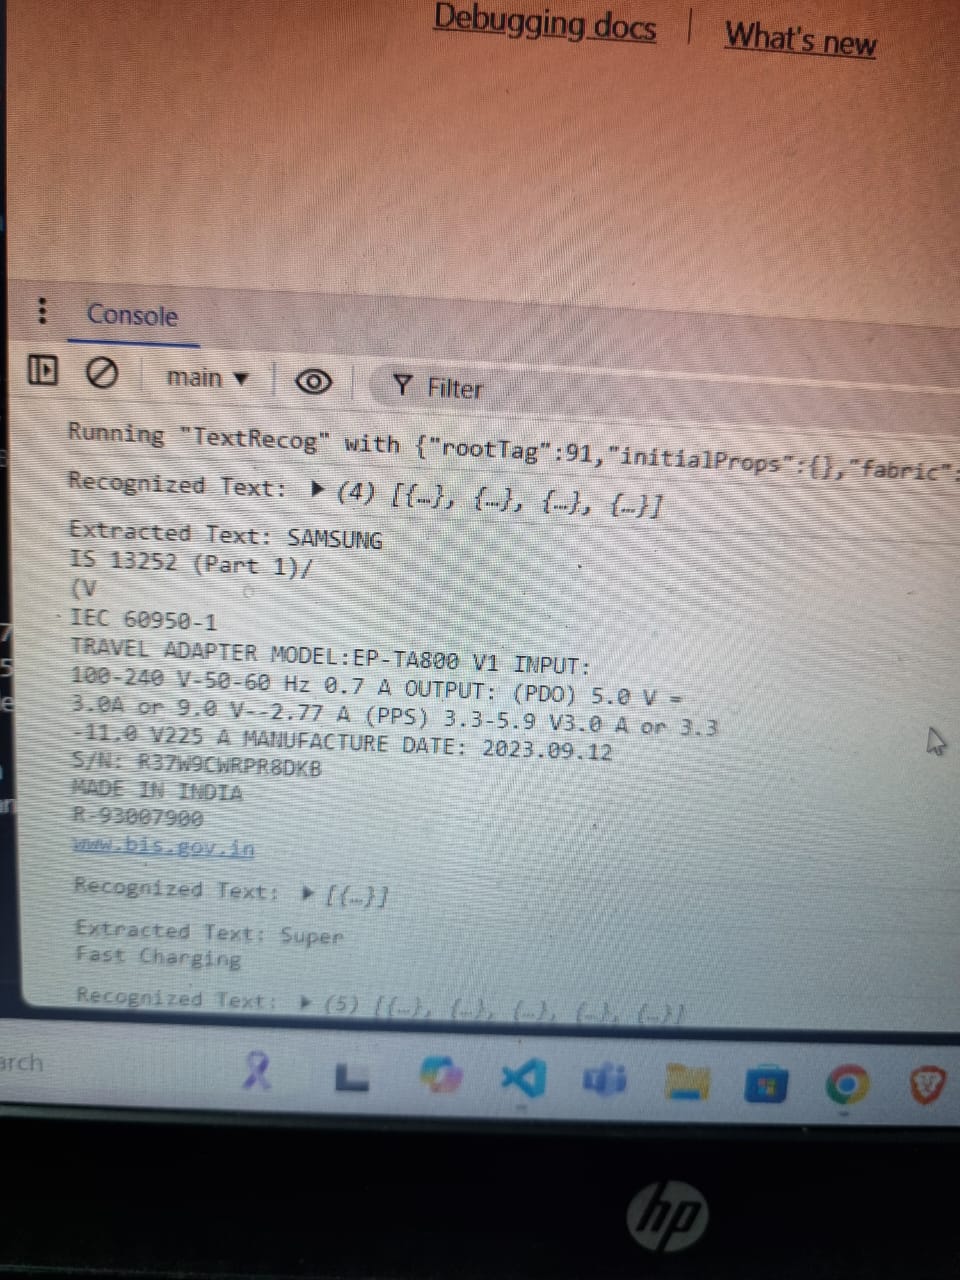 Debugging docs | What's new
Console
main ▼ Filter
Running "TextRecog" with {"rootTag":91,"initialProps":{},"fabric":
Recognized Text: ▶ (4) [{…}, {…}, {…}, {…}]
Extracted Text: SAMSUNG
IS 13252 (Part 1)/
(V
IEC 60950-1
TRAVEL ADAPTER MODEL:EP-TA800 V1 INPUT:
100-240 V-50-60 Hz 0.7 A OUTPUT: (PDO) 5.0 V =
3.0A or 9.0 V--2.77 A (PPS) 3.3-5.9 V3.0 A or 3.3
-11.0 V225 A MANUFACTURE DATE: 2023.09.12
S/N: R37W9CWRPR8DKB
MADE IN INDIA
R-93007900
www.bis.gov.in
Recognized Text: ▶ [{…}]
Extracted Text: Super
Fast Charging
Recognized Text: ▶ (5) [{…}, {…}, {…}, {…}, {…}]
arch
hp